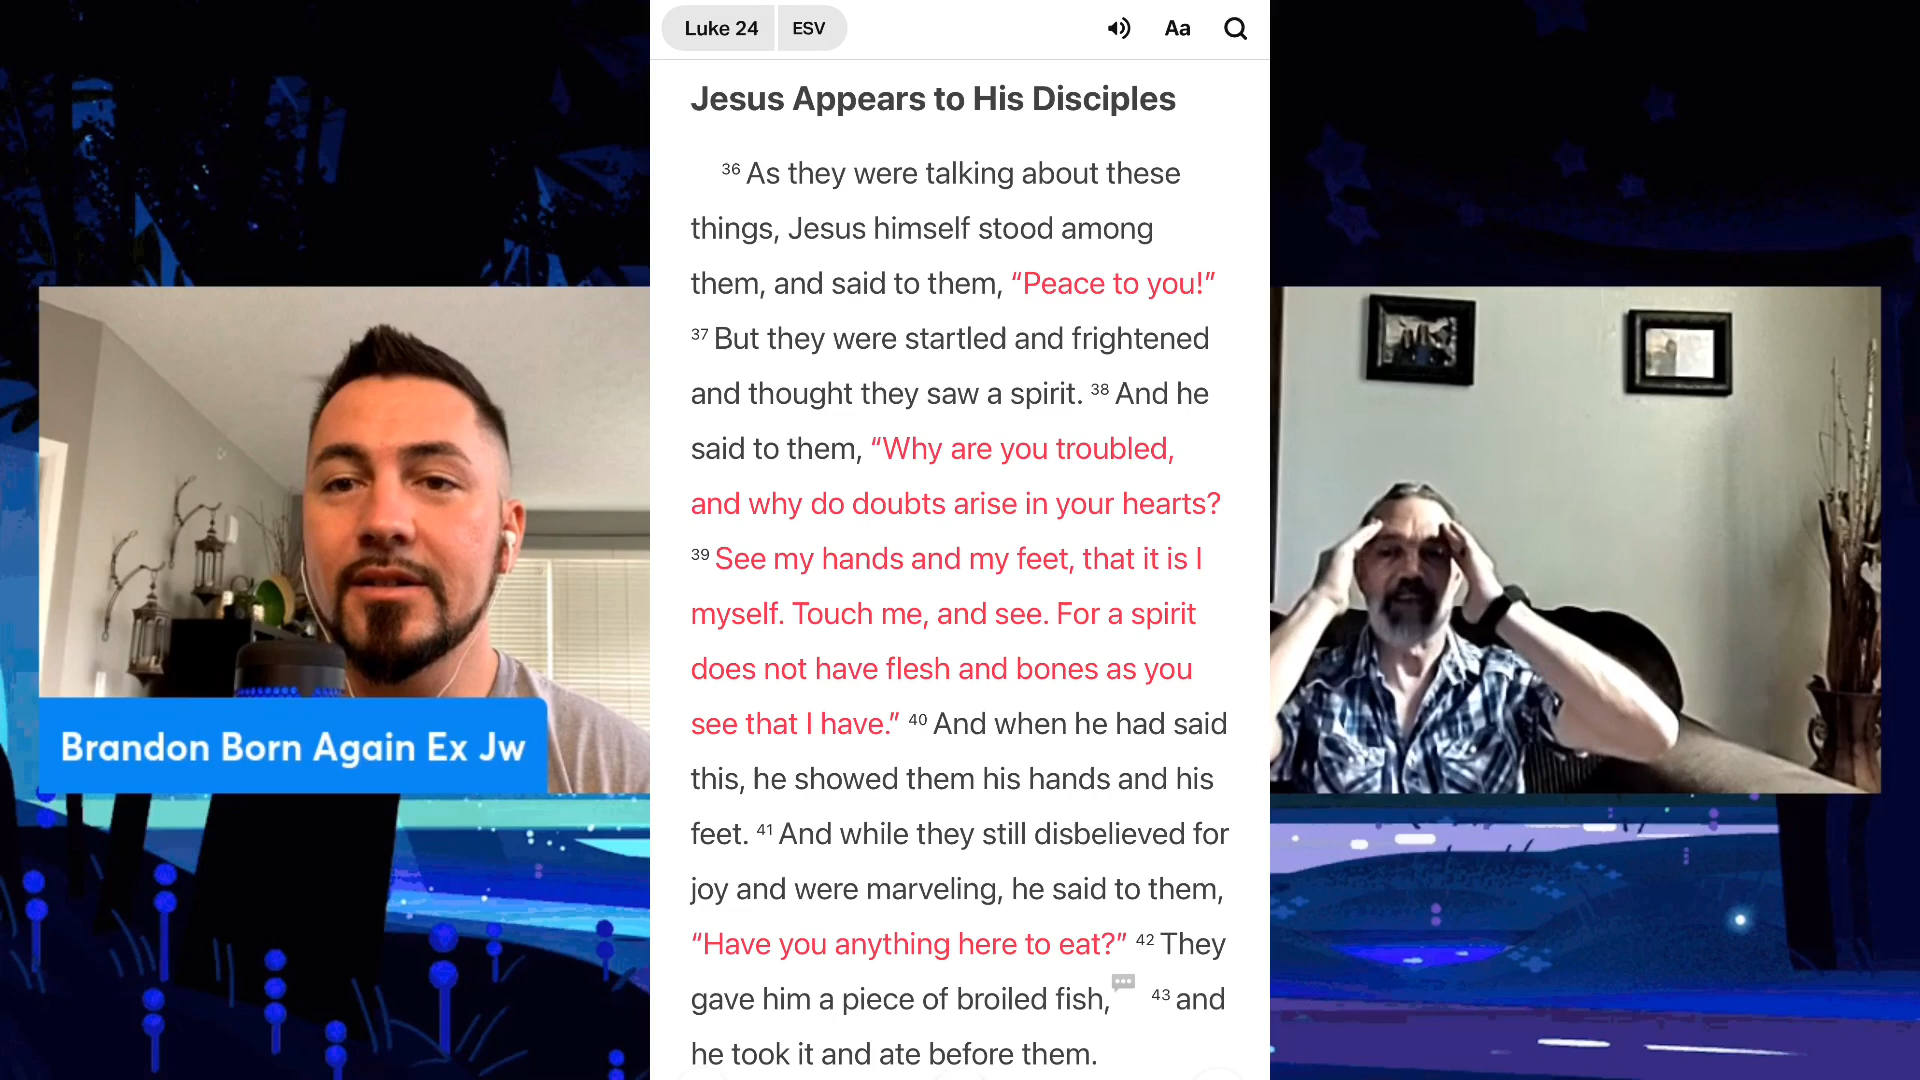 Luke 24 ESV Aa
Jesus Appears to His Disciples
36 As they were talking about these
things, Jesus himself stood among
them, and said to them, “Peace to you!”
37 But they were startled and frightened
and thought they saw a spirit. 38 And he
said to them, “Why are you troubled,
and why do doubts arise in your hearts?
39 See my hands and my feet, that it is I
myself. Touch me, and see. For a spirit
does not have flesh and bones as you
see that I have.” 40 And when he had said
this, he showed them his hands and his
feet. 41 And while they still disbelieved for
joy and were marveling, he said to them,
“Have you anything here to eat?” 42 They
gave him a piece of broiled fish, 43 and
he took it and ate before them.
Brandon Born Again Ex Jw